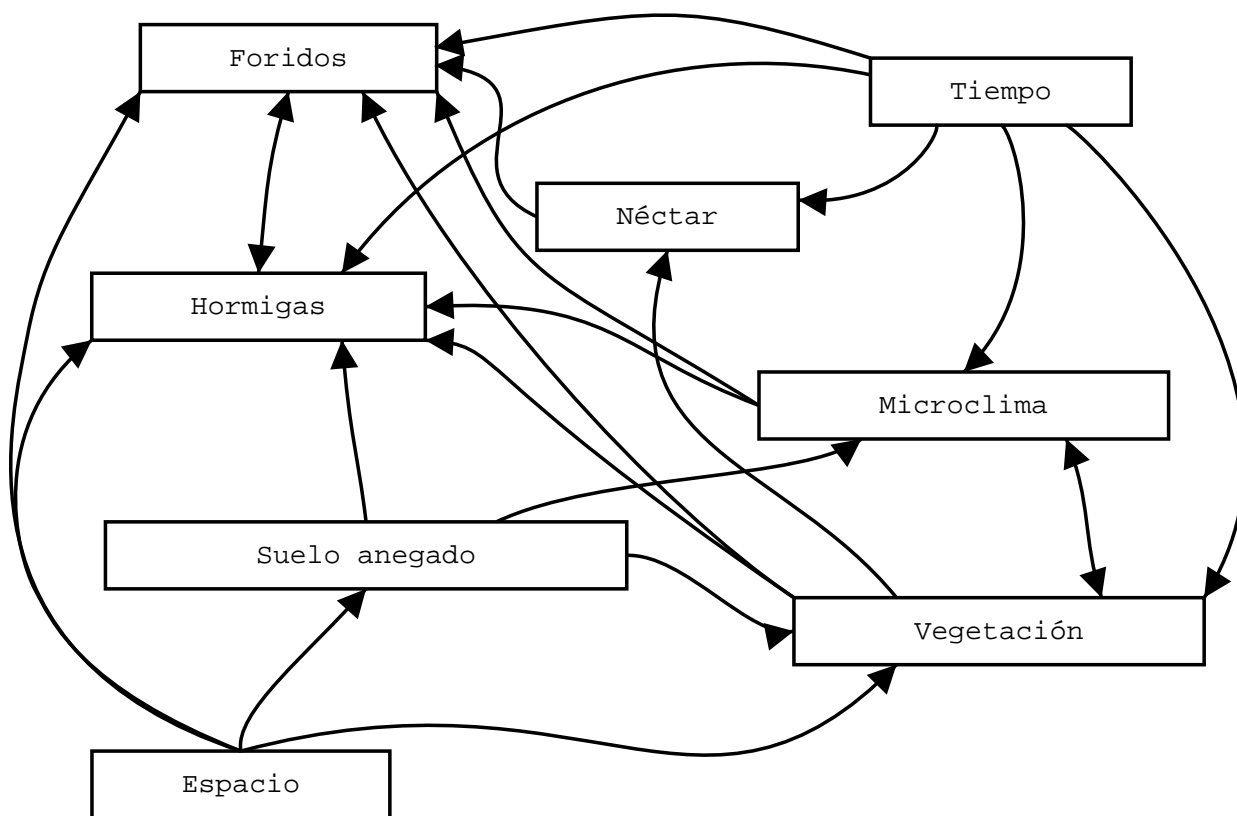 Foridos
Tiempo
Néctar
Hormigas
Microclima
Suelo anegado
Vegetación
Espacio